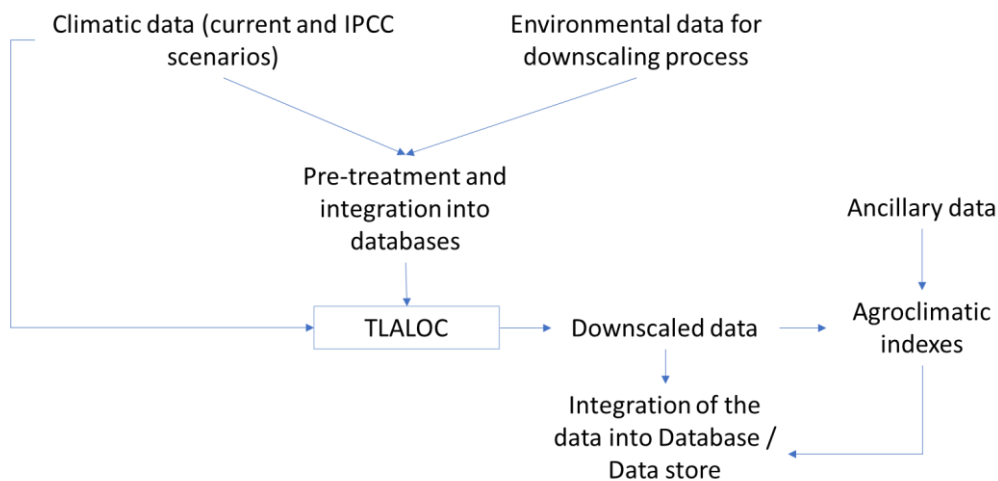 Climatic data (current and IPCC
scenarios)
Environmental data for
downscaling process
Pre-treatment and
integration into
databases
Ancillary data
TLALOC
Downscaled data
Agroclimatic
indexes
Integration of the
data into Database /
Data store